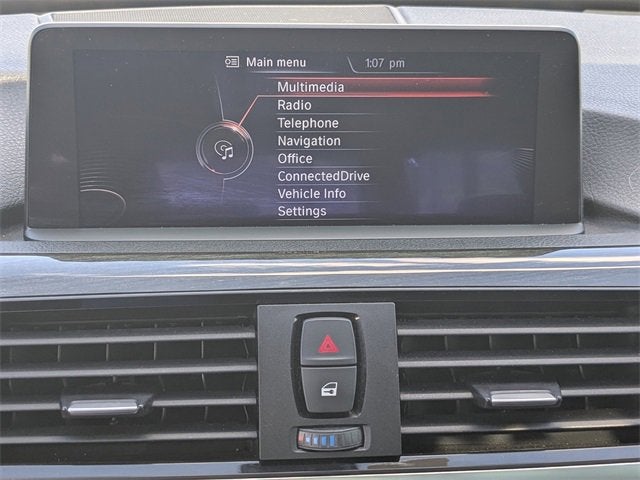 Main menu 1:07 pm
Multimedia
Radio
Telephone
Navigation
Office
ConnectedDrive
Vehicle Info
Settings